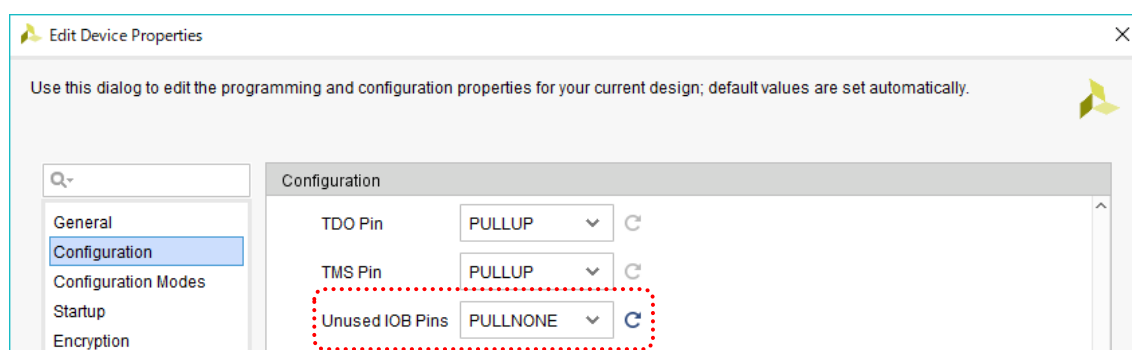 Edit Device Properties
Use this dialog to edit the programming and configuration properties for your current design; default values are set automatically.
Configuration
General
TDO Pin PULLUP
Configuration
Configuration Modes
TMS Pin PULLUP
Startup
Unused IOB Pins PULLNONE
Encryption